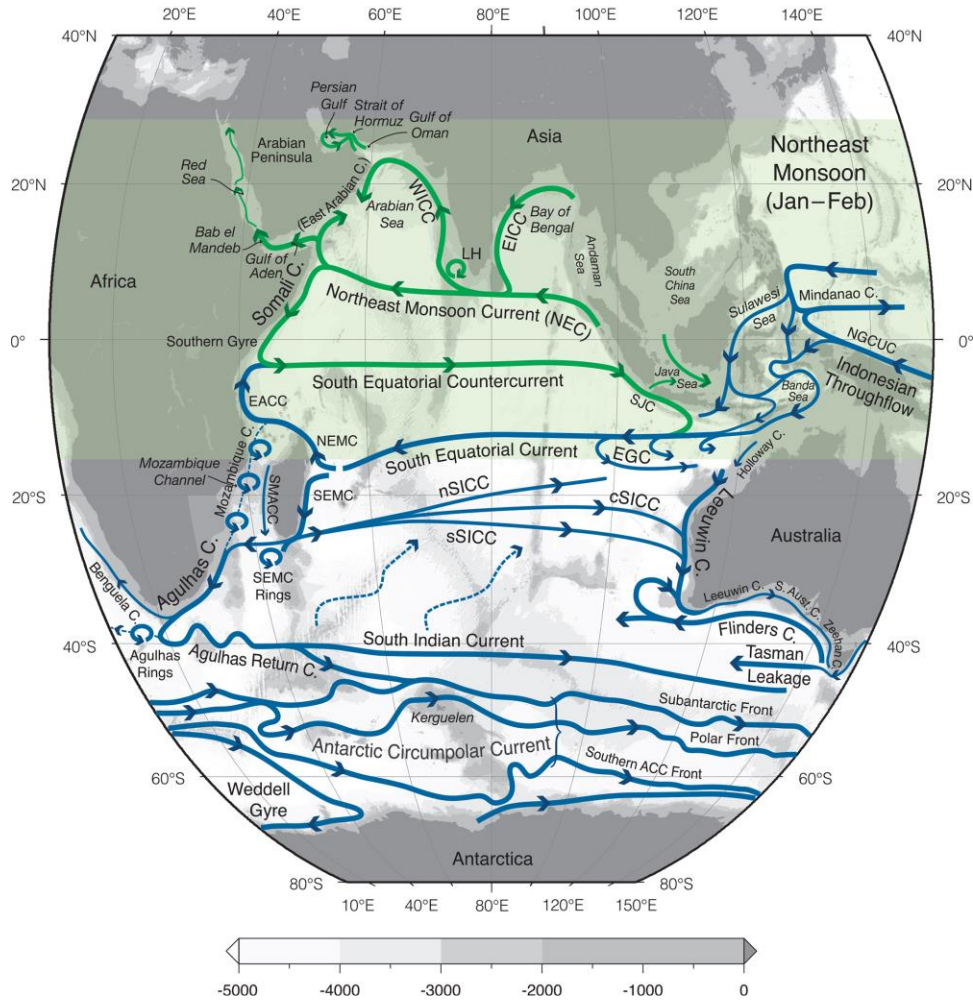 20°E 40°E 60°E 80°E 100°E 120°E 140°E
40°N
40°N
Persian
Gulf
Strait of
Hormuz
Gulf of
Oman
Arabian
Peninsula
Asia
Northeast
Monsoon
(Jan–Feb)
Red
Sea
20°N
20°N
(East Arabian C.)
Arabian
Sea
WICC
EICC
Bay of
Bengal
Bab el
Mandeb
Gulf of
Aden
LH
Andaman
Sea
South
China
Sea
Africa
Somali C.
Northeast Monsoon Current (NEC)
Sulawesi
Sea
Mindanao C.
NGCUC
0°
0°
Southern Gyre
South Equatorial Countercurrent
Java
Sea
SJC
Banda
Sea
Indonesian
Throughflow
EACC
NEMC
South Equatorial Current
EGC
Holloway C.
Mozambique
Channel
Mozambique C.
SMACC
SEMC
20°S
20°S
nSICC
cSICC
sSICC
Leeuwin C.
Australia
Agulhas C.
SEMC
Rings
Benguela C.
Leeuwin C.
S. Aust. C.
Zeehan C.
Flinders C.
40°S
40°S
Agulhas
Rings
Agulhas Return C.
South Indian Current
Tasman
Leakage
Subantarctic Front
Kerguelen
Polar Front
Antarctic Circumpolar Current
Southern ACC Front
60°S
60°S
Weddell
Gyre
Antarctica
80°S
80°S
10°E 40°E 80°E 120°E 150°E
-5000 -4000 -3000 -2000 -1000 0